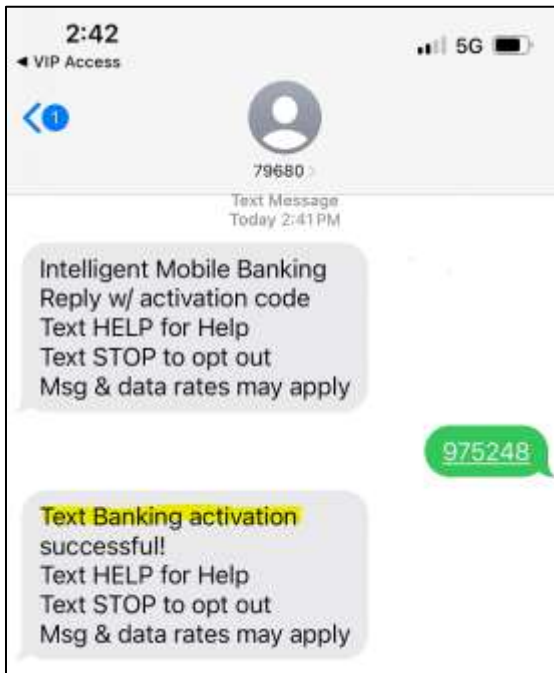 2:42
5G
◀ VIP Access
1
79680 >
Text Message
Today 2:41 PM
Intelligent Mobile Banking
Reply w/ activation code
Text HELP for Help
Text STOP to opt out
Msg & data rates may apply
975248
Text Banking activation
successful!
Text HELP for Help
Text STOP to opt out
Msg & data rates may apply